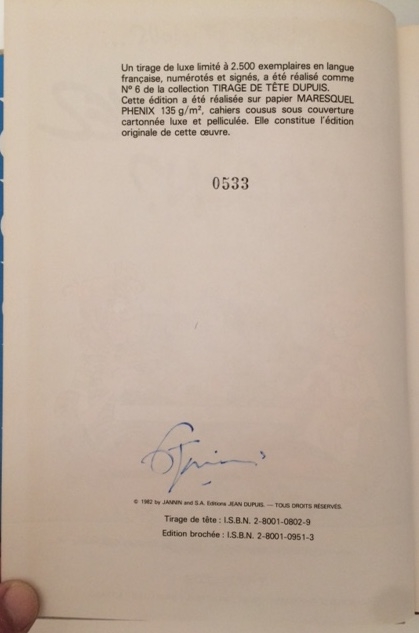 Un tirage de luxe limité à 2.500 exemplaires en langue
française, numérotés et signés, a été réalisé comme
Nº 6 de la collection TIRAGE DE TÊTE DUPUIS.
Cette édition a été réalisée sur papier MARESQUEL
PHENIX 135 g/m², cahiers cousus sous couverture
cartonnée luxe et pelliculée. Elle constitue l'édition
originale de cette œuvre.
0533
© 1982 by JANNIN and S.A. Editions JEAN DUPUIS. — TOUS DROITS RÉSERVÉS.
Tirage de tête : I.S.B.N. 2-8001-0802-9
Edition brochée : I.S.B.N. 2-8001-0951-3